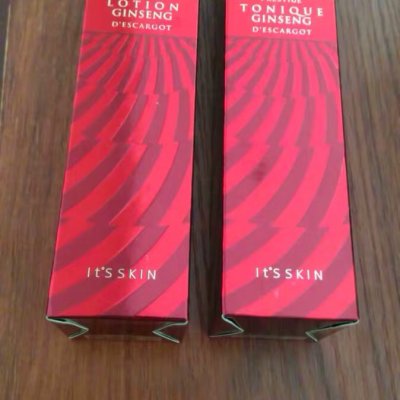 LOTION
GINSENG
D'ESCARGOT
It'S SKIN
TONIQUE
GINSENG
D'ESCARGOT
It'S SKIN